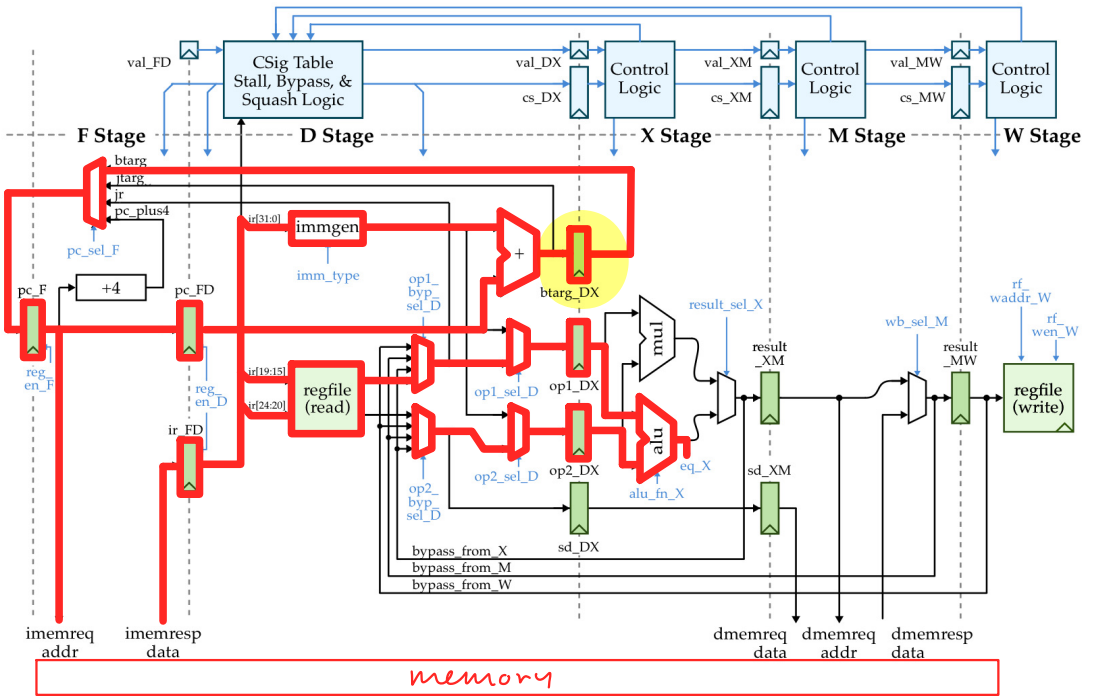 val_FD
CSig Table
Stall, Bypass, &
Squash Logic
val_DX
cs_DX
Control
Logic
val_XM
cs_XM
Control
Logic
val_MW
cs_MW
Control
Logic
F Stage
D Stage
X Stage
M Stage
W Stage
btarg
jtarg
jr
pc_plus4
pc_sel_F
ir[31:0]
immgen
imm_type
+
btarg_DX
+4
pc_F
pc_FD
reg_
en_F
reg_
en_D
ir_FD
op1_
byp_
sel_D
ir[19:15]
ir[24:20]
regfile
(read)
op1_sel_D
op1_DX
op2_sel_D
op2_DX
op2_
byp_
sel_D
mul
alu
eq_X
alu_fn_X
result_sel_X
result
_XM
wb_sel_M
result
_MW
rf_
waddr_W
rf_
wen_W
regfile
(write)
sd_XM
sd_DX
bypass_from_X
bypass_from_M
bypass_from_W
imemreq
addr
imemresp
data
dmemreq
data
dmemreq
addr
dmemresp
data
memory